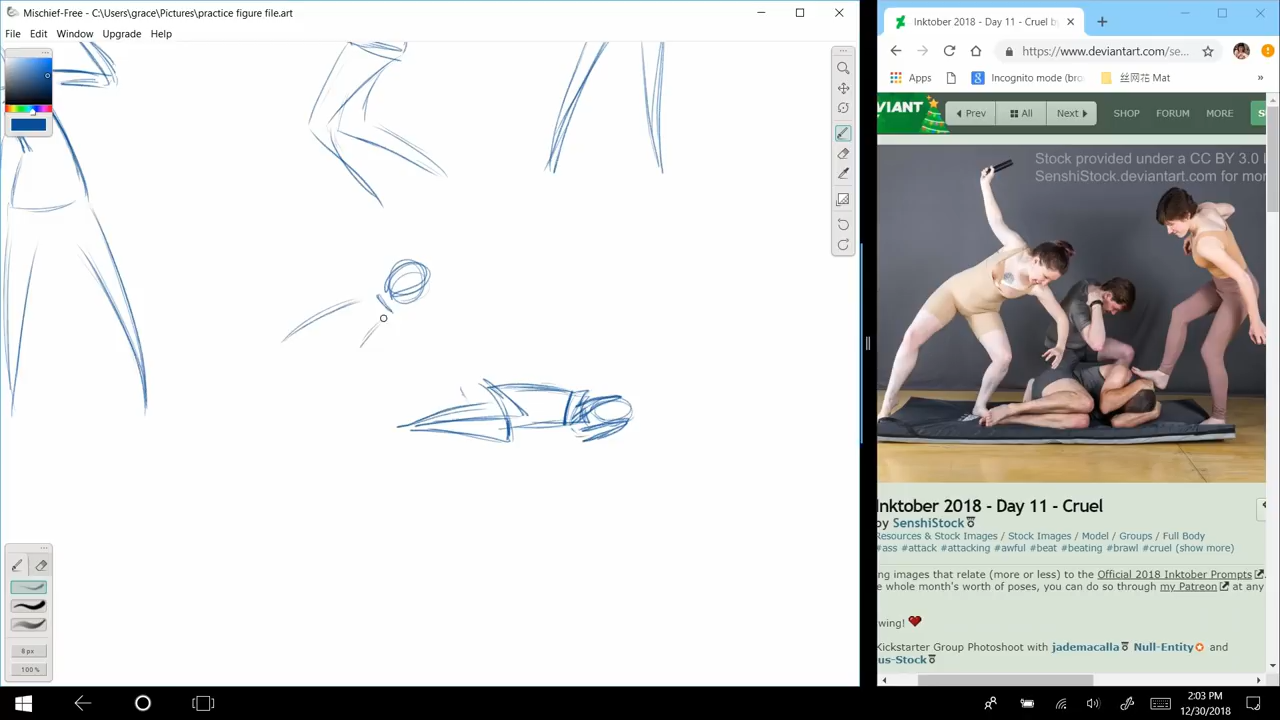 Mischief-Free - C:\Users\grace\Pictures\practice figure file.art
File Edit Window Upgrade Help
8 px
100 %
Inktober 2018 - Day 11 - Cruel b
https://www.deviantart.com/se...
Apps
Incognito mode (bro
丝网花 Mat
VIANT
Prev
All
Next
SHOP
FORUM
MORE
S
Stock provided under a CC BY 3.0
SenshiStock.deviantart.com for mor
Inktober 2018 - Day 11 - Cruel
by SenshiStock
Resources & Stock Images / Stock Images / Model / Groups / Full Body
#ass #attack #attacking #awful #beat #beating #brawl #cruel (show more)
ng images that relate (more or less) to the Official 2018 Inktober Prompts
e whole month's worth of poses, you can do so through my Patreon at any
wing!
Kickstarter Group Photoshoot with jademacalla Null-Entity and
us-Stock
2:03 PM
12/30/2018